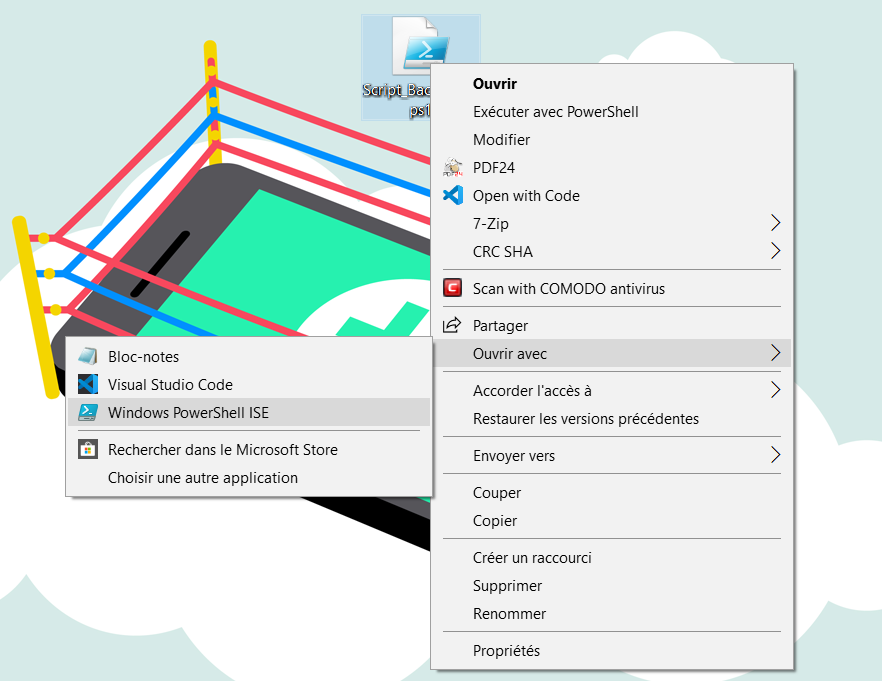 Script_Bac
ps1
Ouvrir
Exécuter avec PowerShell
Modifier
PDF24
Open with Code
7-Zip
CRC SHA
Scan with COMODO antivirus
Partager
Ouvrir avec
Accorder l'accès à
Restaurer les versions précédentes
Envoyer vers
Couper
Copier
Créer un raccourci
Supprimer
Renommer
Propriétés
Bloc-notes
Visual Studio Code
Windows PowerShell ISE
Rechercher dans le Microsoft Store
Choisir une autre application